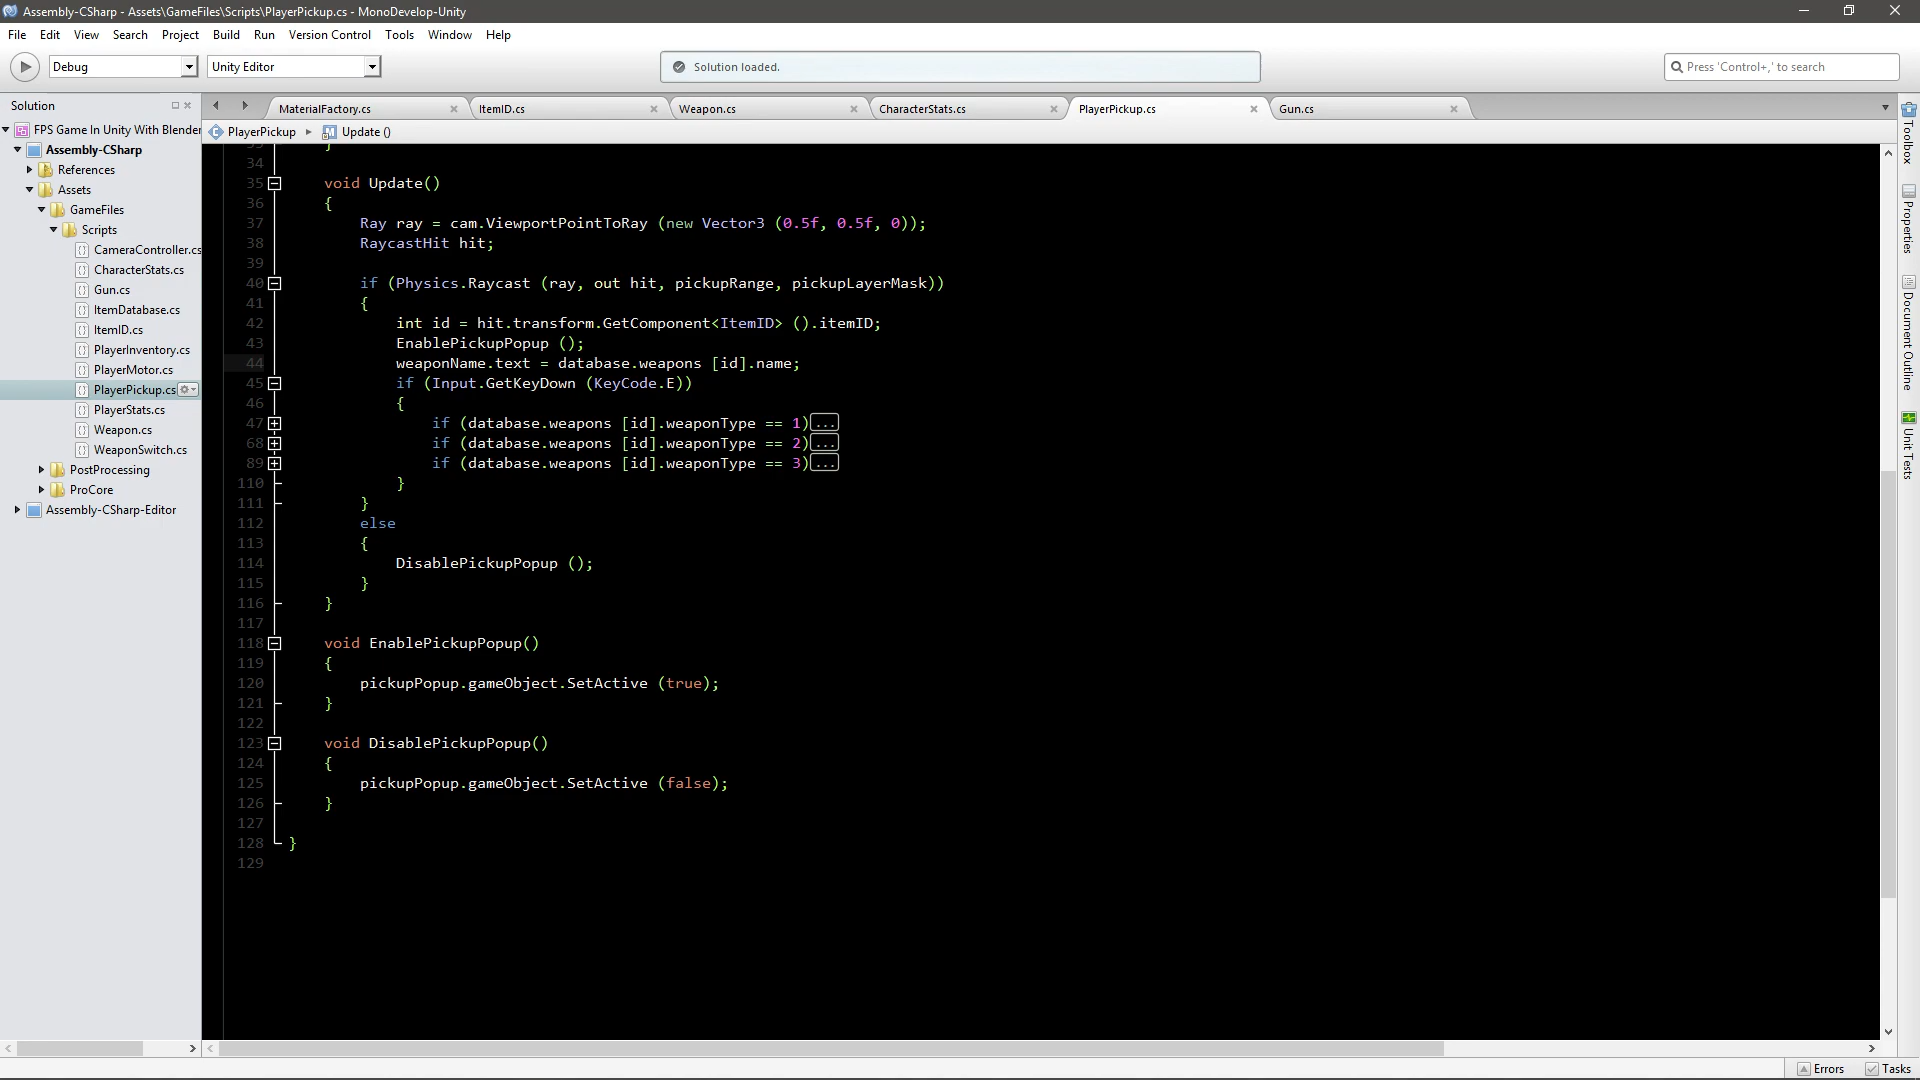 Assembly-CSharp - Assets\GameFiles\Scripts\PlayerPickup.cs - MonoDevelop-Unity
File Edit View Search Project Build Run Version Control Tools Window Help
Debug
Unity Editor
Solution loaded.
Press 'Control+,' to search
Solution
FPS Game In Unity With Blender
Assembly-CSharp
References
Assets
GameFiles
Scripts
CameraController.cs
CharacterStats.cs
Gun.cs
ItemDatabase.cs
ItemID.cs
PlayerInventory.cs
PlayerMotor.cs
PlayerPickup.cs
PlayerStats.cs
Weapon.cs
WeaponSwitch.cs
PostProcessing
ProCore
Assembly-CSharp-Editor
MaterialFactory.cs ItemID.cs Weapon.cs CharacterStats.cs PlayerPickup.cs Gun.cs
PlayerPickup Update ()
33 }
34
35 void Update()
36 {
37 Ray ray = cam.ViewportPointToRay (new Vector3 (0.5f, 0.5f, 0));
38 RaycastHit hit;
39
40 if (Physics.Raycast (ray, out hit, pickupRange, pickupLayerMask))
41 {
42 int id = hit.transform.GetComponent<ItemID> ().itemID;
43 EnablePickupPopup ();
44 weaponName.text = database.weapons [id].name;
45 if (Input.GetKeyDown (KeyCode.E))
46 {
47 if (database.weapons [id].weaponType == 1)...
68 if (database.weapons [id].weaponType == 2)...
89 if (database.weapons [id].weaponType == 3)...
110 }
111 }
112 else
113 {
114 DisablePickupPopup ();
115 }
116 }
117
118 void EnablePickupPopup()
119 {
120 pickupPopup.gameObject.SetActive (true);
121 }
122
123 void DisablePickupPopup()
124 {
125 pickupPopup.gameObject.SetActive (false);
126 }
127
128 }
129
Toolbox
Properties
Document Outline
Unit Tests
Errors Tasks